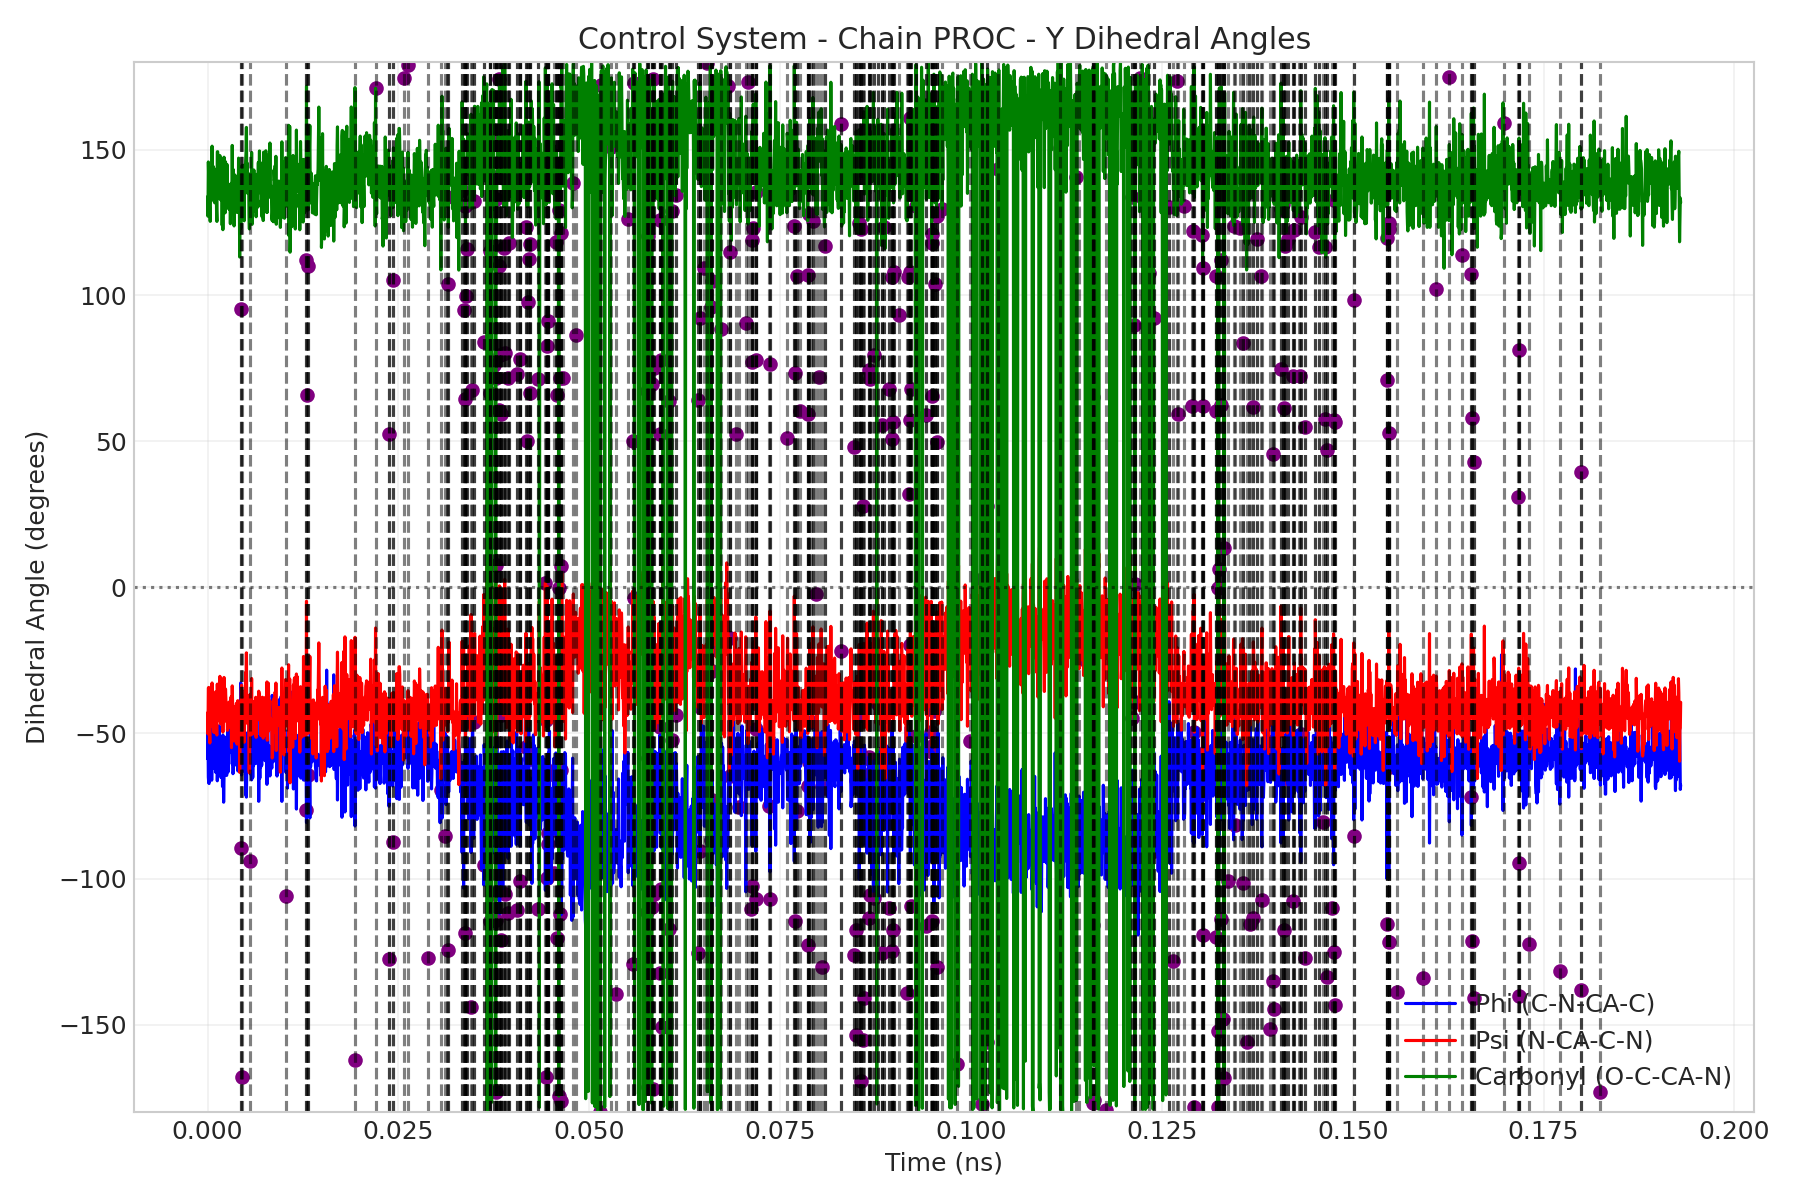 Control System - Chain PROC - Y Dihedral Angles
Dihedral Angle (degrees)
150
100
50
0
−50
−100
−150
Phi (C-N-CA-C)
Psi (N-CA-C-N)
Carbonyl (O-C-CA-N)
0.000 0.025 0.050 0.075 0.100 0.125 0.150 0.175 0.200
Time (ns)